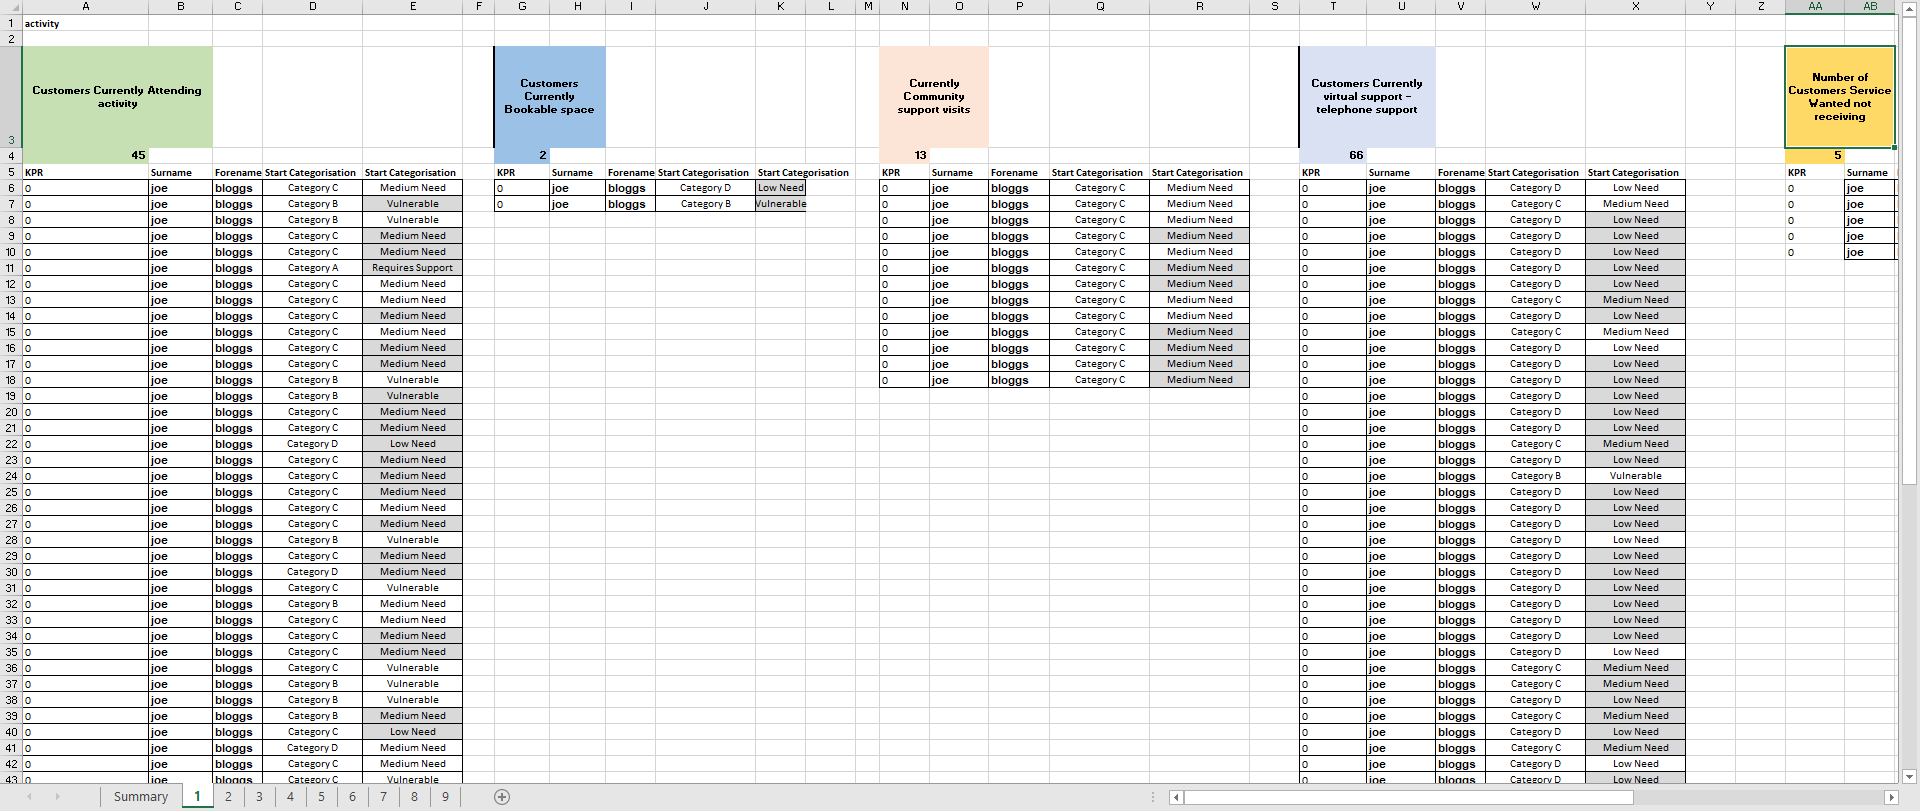 A B C D E F G H I J K L M N O P Q R S T U V W X Y Z AA AB
1 activity
2
Customers Currently Attending
activity
Customers
Currently
Bookable space
Currently
Community
support visits
Customers Currently
virtual support -
telephone support
Number of
Customers Service
Wanted not
receiving
3
4 45 2 13 66 5
5 KPR Surname Forename Start Categorisation Start Categorisation KPR Surname Forename Start Categorisation Start Categorisation KPR Surname Forename Start Categorisation Start Categorisation KPR Surname Forename Start Categorisation Start Categorisation KPR Surname
6 0 joe bloggs Category C Medium Need 0 joe bloggs Category D Low Need 0 joe bloggs Category C Medium Need 0 joe bloggs Category D Low Need 0 joe
7 0 joe bloggs Category B Vulnerable 0 joe bloggs Category B Vulnerable 0 joe bloggs Category C Medium Need 0 joe bloggs Category C Medium Need 0 joe
8 0 joe bloggs Category B Vulnerable 0 joe bloggs Category C Medium Need 0 joe bloggs Category D Low Need 0 joe
9 0 joe bloggs Category C Medium Need 0 joe bloggs Category C Medium Need 0 joe bloggs Category D Low Need 0 joe
10 0 joe bloggs Category C Medium Need 0 joe bloggs Category C Medium Need 0 joe bloggs Category D Low Need 0 joe
11 0 joe bloggs Category A Requires Support 0 joe bloggs Category C Medium Need 0 joe bloggs Category D Low Need
12 0 joe bloggs Category C Medium Need 0 joe bloggs Category C Medium Need 0 joe bloggs Category D Low Need
13 0 joe bloggs Category C Medium Need 0 joe bloggs Category C Medium Need 0 joe bloggs Category C Medium Need
14 0 joe bloggs Category C Medium Need 0 joe bloggs Category C Medium Need 0 joe bloggs Category D Low Need
15 0 joe bloggs Category C Medium Need 0 joe bloggs Category C Medium Need 0 joe bloggs Category C Medium Need
16 0 joe bloggs Category C Medium Need 0 joe bloggs Category C Medium Need 0 joe bloggs Category D Low Need
17 0 joe bloggs Category C Medium Need 0 joe bloggs Category C Medium Need 0 joe bloggs Category D Low Need
18 0 joe bloggs Category B Vulnerable 0 joe bloggs Category C Medium Need 0 joe bloggs Category D Low Need
19 0 joe bloggs Category B Vulnerable 0 joe bloggs Category D Low Need
20 0 joe bloggs Category C Medium Need 0 joe bloggs Category D Low Need
21 0 joe bloggs Category C Medium Need 0 joe bloggs Category D Low Need
22 0 joe bloggs Category D Low Need 0 joe bloggs Category C Medium Need
23 0 joe bloggs Category C Medium Need 0 joe bloggs Category D Low Need
24 0 joe bloggs Category C Medium Need 0 joe bloggs Category B Vulnerable
25 0 joe bloggs Category C Medium Need 0 joe bloggs Category D Low Need
26 0 joe bloggs Category C Medium Need 0 joe bloggs Category D Low Need
27 0 joe bloggs Category C Medium Need 0 joe bloggs Category D Low Need
28 0 joe bloggs Category B Vulnerable 0 joe bloggs Category D Low Need
29 0 joe bloggs Category C Medium Need 0 joe bloggs Category D Low Need
30 0 joe bloggs Category D Medium Need 0 joe bloggs Category D Low Need
31 0 joe bloggs Category C Vulnerable 0 joe bloggs Category D Low Need
32 0 joe bloggs Category B Medium Need 0 joe bloggs Category D Low Need
33 0 joe bloggs Category C Medium Need 0 joe bloggs Category D Low Need
34 0 joe bloggs Category C Medium Need 0 joe bloggs Category D Low Need
35 0 joe bloggs Category C Medium Need 0 joe bloggs Category D Low Need
36 0 joe bloggs Category C Vulnerable 0 joe bloggs Category C Medium Need
37 0 joe bloggs Category B Vulnerable 0 joe bloggs Category C Medium Need
38 0 joe bloggs Category B Vulnerable 0 joe bloggs Category D Low Need
39 0 joe bloggs Category B Medium Need 0 joe bloggs Category C Medium Need
40 0 joe bloggs Category C Low Need 0 joe bloggs Category D Low Need
41 0 joe bloggs Category D Medium Need 0 joe bloggs Category C Medium Need
42 0 joe bloggs Category C Medium Need 0 joe bloggs Category D Low Need
43 0 joe bloggs Category C Vulnerable 0 joe bloggs Category D Low Need
Summary 1 2 3 4 5 6 7 8 9